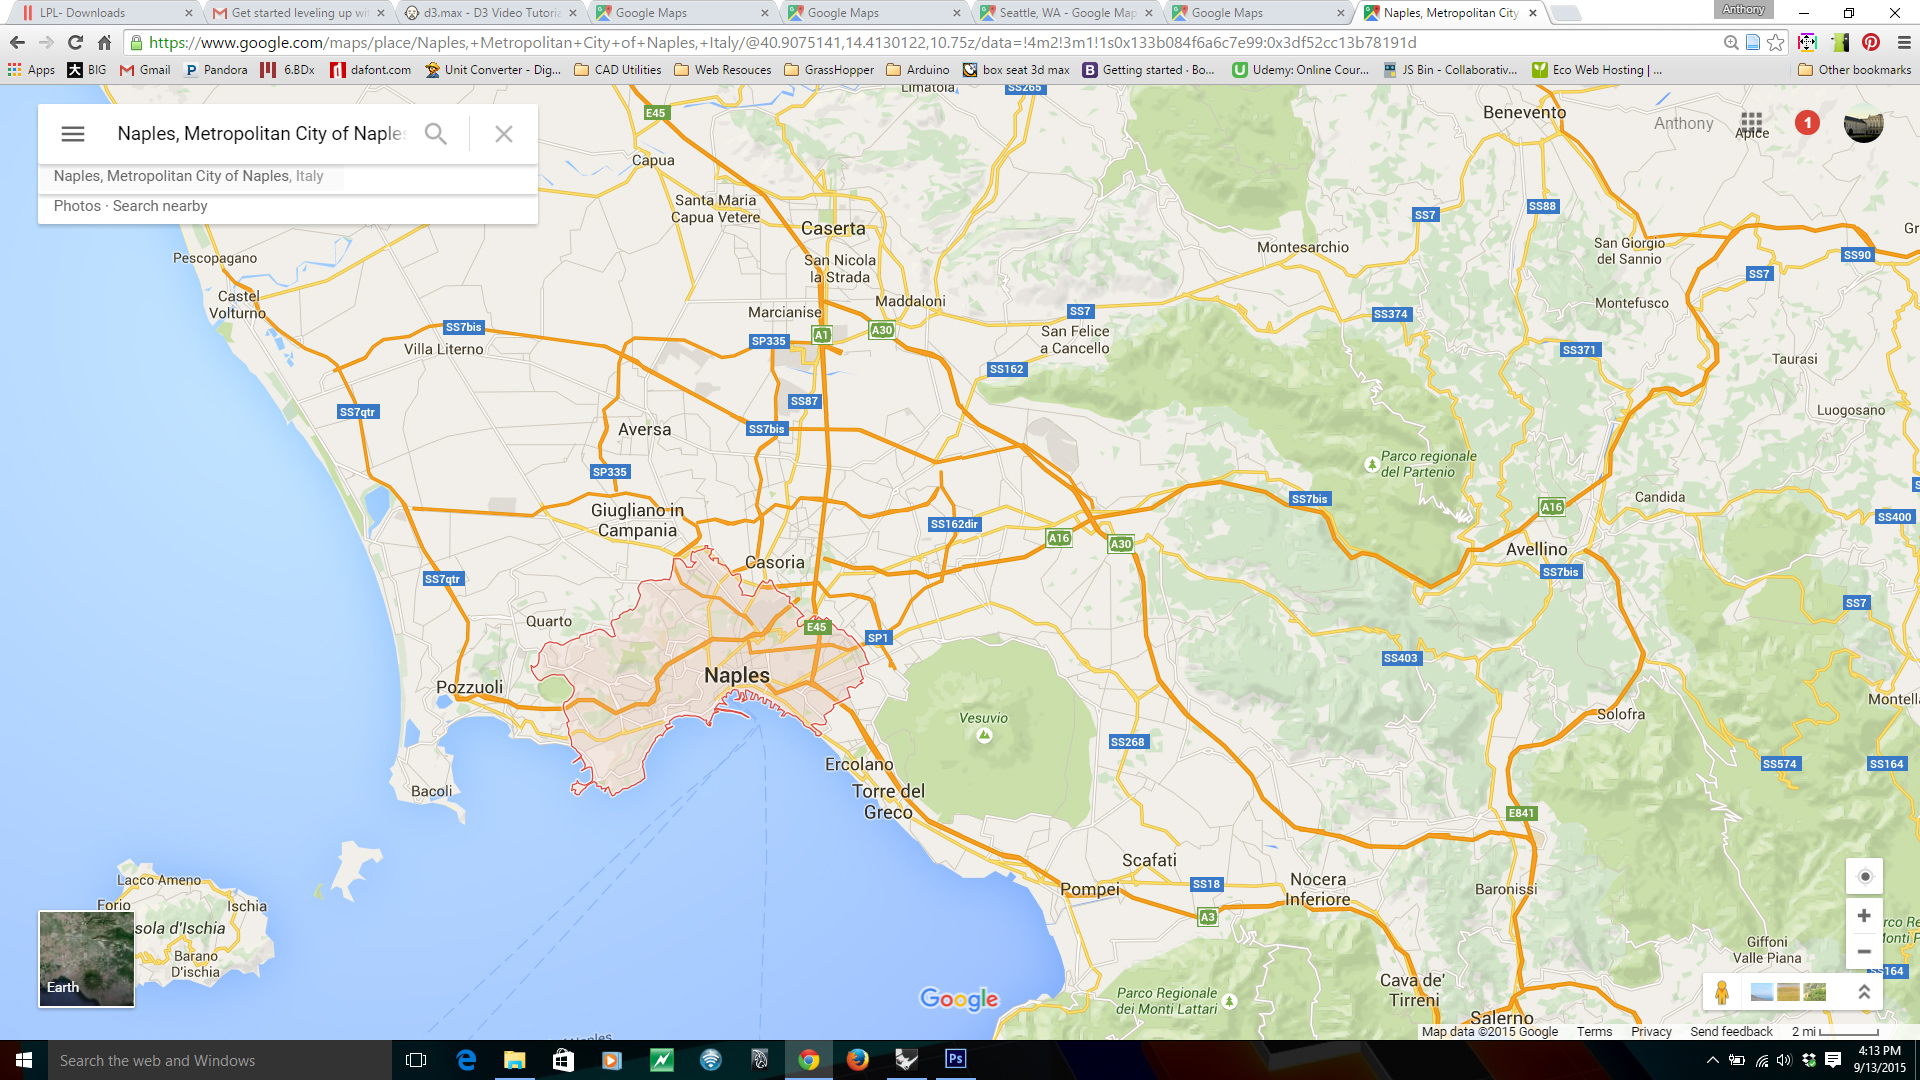 LPL- Downloads
Get started leveling up wi
d3.max - D3 Video Tutoria
Google Maps
Google Maps
Seattle, WA - Google Map
Google Maps
Naples, Metropolitan City
Anthony
https://www.google.com/maps/place/Naples,+Metropolitan+City+of+Naples,+Italy/@40.9075141,14.4130122,10.75z/data=!4m2!3m1!1s0x133b084f6a6c7e99:0x3df52cc13b78191d
Apps
BIG
Gmail
Pandora
6.BDx
dafont.com
Unit Converter - Dig...
CAD Utilities
Web Resouces
GrassHopper
Arduino
box seat 3d max
Getting started · Bo...
Udemy: Online Cour...
JS Bin - Collaborativ...
Eco Web Hosting | ...
Other bookmarks
Naples, Metropolitan City of Naples
Naples, Metropolitan City of Naples, Italy
Photos · Search nearby
Limatola
SS265
E45
Benevento
Anthony
Apice
1
Capua
Santa Maria
Capua Vetere
Caserta
SS7
SS88
Montesarchio
San Giorgio
del Sannio
Gr
SS90
Pescopagano
San Nicola
la Strada
SS7
Castel
Volturno
Maddaloni
Montefusco
Marcianise
SS7
SS374
SS7bis
A1
A30
San Felice
a Cancello
SP335
Villa Literno
SS371
Taurasi
SS162
SS87
SS7qtr
Luogosano
Aversa
SS7bis
Parco regionale
del Partenio
SP335
Candida
SS7bis
A16
Giugliano in
Campania
SS162dir
SS400
A16
A30
Avellino
Casoria
SS7bis
SS7qtr
SS7
Quarto
E45
SP1
SS403
Naples
Pozzuoli
Montella
Solofra
Vesuvio
SS268
Ercolano
SS574
SS164
Bacoli
Torre del
Greco
E841
Scafati
Lacco Ameno
Pompei
SS18
Nocera
Inferiore
Baronissi
Forio
Ischia
A3
sola d'Ischia
Barano
D'ischia
Giffoni
Valle Piana
SS164
Earth
Google
Parco Regionale
dei Monti Lattari
Cava de'
Tirreni
Salerno
Map data ©2015 Google
Terms
Privacy
Send feedback
2 mi
Search the web and Windows
Ps
4:13 PM
9/13/2015